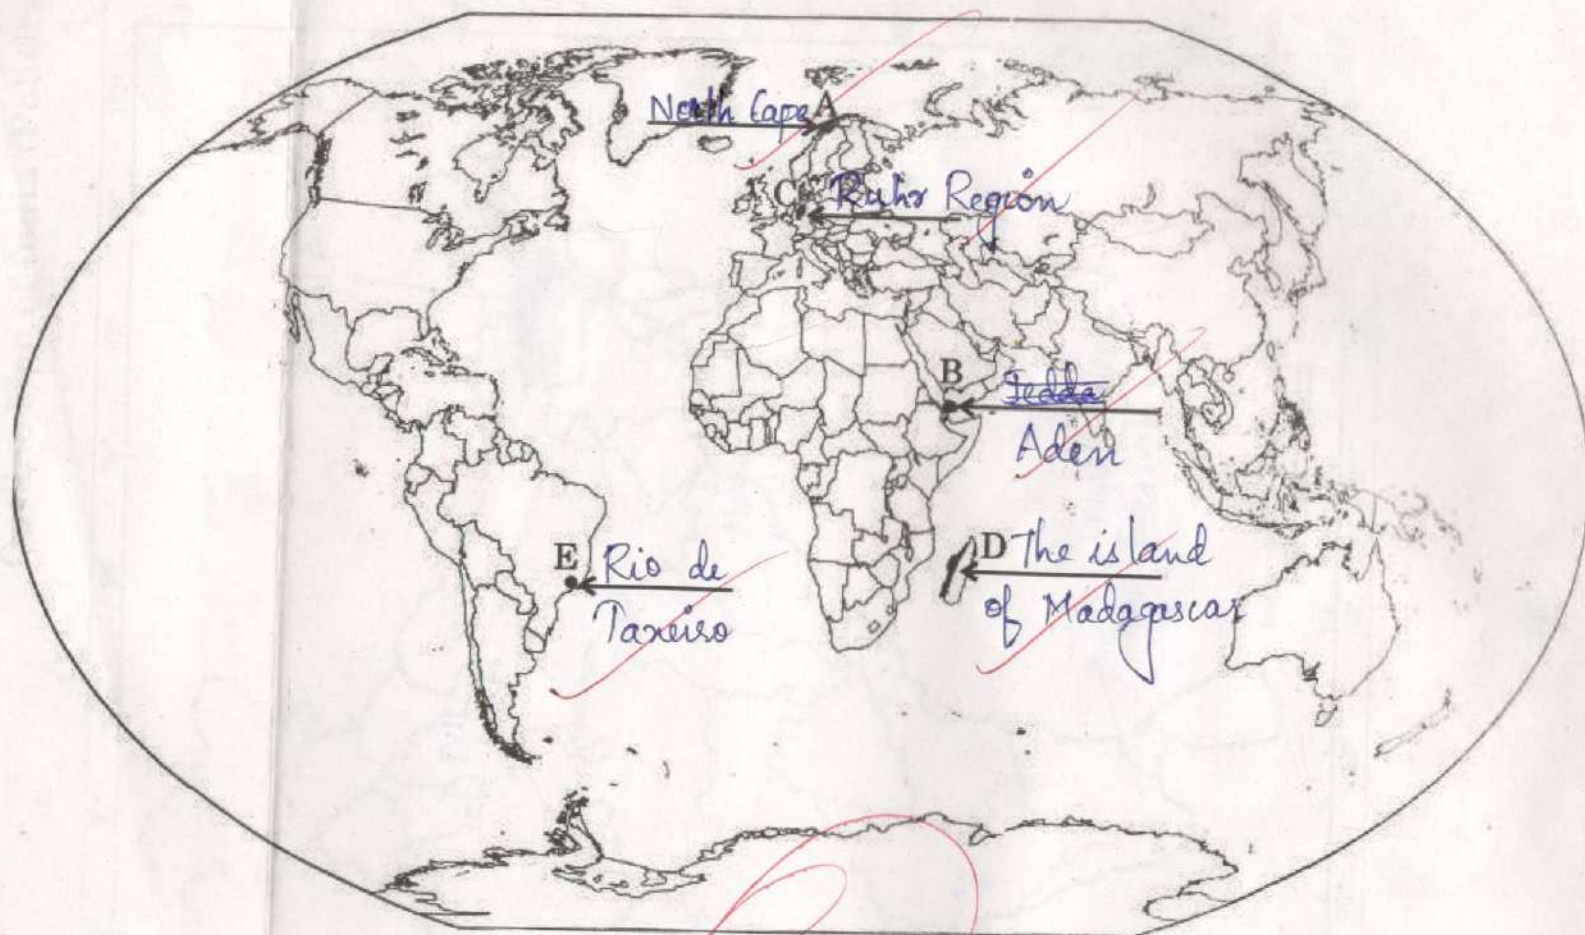 North Cape A
C Ruhr Region
B Jedda
Aden
D The island
of Madagascar
E Rio de
Janeiro